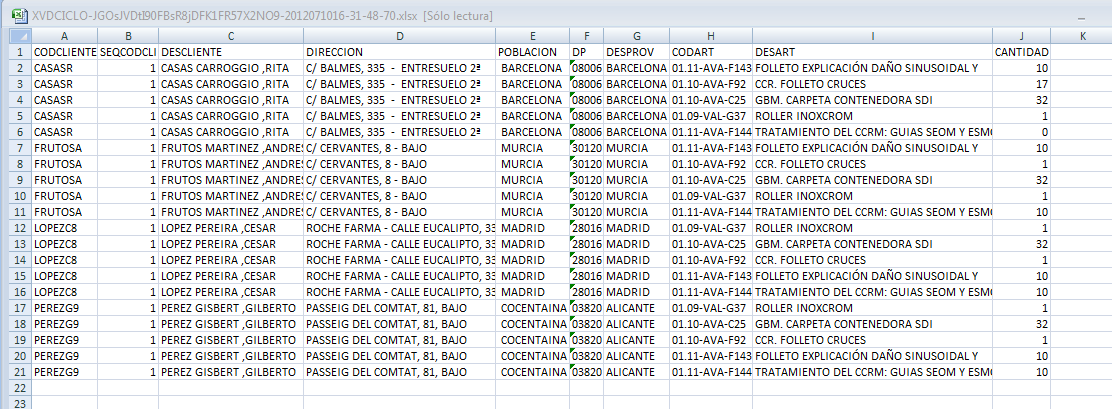 XVDCICLO-JGOsJVDtI90FBsR8jDFK1FR57X2NO9-2012071016-31-48-70.xlsx [Sólo lectura]
A B C D E F G H I J K
1 CODCLIENTE SEQCODCLI DESCLIENTE DIRECCION POBLACION DP DESPROV CODART DESART CANTIDAD
2 CASASR 1 CASAS CARROGGIO ,RITA C/ BALMES, 335 - ENTRESUELO 2ª BARCELONA 08006 BARCELONA 01.11-AVA-F143 FOLLETO EXPLICACIÓN DAÑO SINUSOIDAL Y 10
3 CASASR 1 CASAS CARROGGIO ,RITA C/ BALMES, 335 - ENTRESUELO 2ª BARCELONA 08006 BARCELONA 01.10-AVA-F92 CCR. FOLLETO CRUCES 17
4 CASASR 1 CASAS CARROGGIO ,RITA C/ BALMES, 335 - ENTRESUELO 2ª BARCELONA 08006 BARCELONA 01.10-AVA-C25 GBM. CARPETA CONTENEDORA SDI 32
5 CASASR 1 CASAS CARROGGIO ,RITA C/ BALMES, 335 - ENTRESUELO 2ª BARCELONA 08006 BARCELONA 01.09-VAL-G37 ROLLER INOXCROM 1
6 CASASR 1 CASAS CARROGGIO ,RITA C/ BALMES, 335 - ENTRESUELO 2ª BARCELONA 08006 BARCELONA 01.11-AVA-F144 TRATAMIENTO DEL CCRM: GUIAS SEOM Y ESMO 0
7 FRUTOSA 1 FRUTOS MARTINEZ ,ANDRES C/ CERVANTES, 8 - BAJO MURCIA 30120 MURCIA 01.11-AVA-F143 FOLLETO EXPLICACIÓN DAÑO SINUSOIDAL Y 10
8 FRUTOSA 1 FRUTOS MARTINEZ ,ANDRES C/ CERVANTES, 8 - BAJO MURCIA 30120 MURCIA 01.10-AVA-F92 CCR. FOLLETO CRUCES 1
9 FRUTOSA 1 FRUTOS MARTINEZ ,ANDRES C/ CERVANTES, 8 - BAJO MURCIA 30120 MURCIA 01.10-AVA-C25 GBM. CARPETA CONTENEDORA SDI 32
10 FRUTOSA 1 FRUTOS MARTINEZ ,ANDRES C/ CERVANTES, 8 - BAJO MURCIA 30120 MURCIA 01.09-VAL-G37 ROLLER INOXCROM 1
11 FRUTOSA 1 FRUTOS MARTINEZ ,ANDRES C/ CERVANTES, 8 - BAJO MURCIA 30120 MURCIA 01.11-AVA-F144 TRATAMIENTO DEL CCRM: GUIAS SEOM Y ESMO 10
12 LOPEZC8 1 LOPEZ PEREIRA ,CESAR ROCHE FARMA - CALLE EUCALIPTO, 33 MADRID 28016 MADRID 01.09-VAL-G37 ROLLER INOXCROM 1
13 LOPEZC8 1 LOPEZ PEREIRA ,CESAR ROCHE FARMA - CALLE EUCALIPTO, 33 MADRID 28016 MADRID 01.10-AVA-C25 GBM. CARPETA CONTENEDORA SDI 32
14 LOPEZC8 1 LOPEZ PEREIRA ,CESAR ROCHE FARMA - CALLE EUCALIPTO, 33 MADRID 28016 MADRID 01.10-AVA-F92 CCR. FOLLETO CRUCES 1
15 LOPEZC8 1 LOPEZ PEREIRA ,CESAR ROCHE FARMA - CALLE EUCALIPTO, 33 MADRID 28016 MADRID 01.11-AVA-F143 FOLLETO EXPLICACIÓN DAÑO SINUSOIDAL Y 10
16 LOPEZC8 1 LOPEZ PEREIRA ,CESAR ROCHE FARMA - CALLE EUCALIPTO, 33 MADRID 28016 MADRID 01.11-AVA-F144 TRATAMIENTO DEL CCRM: GUIAS SEOM Y ESMO 10
17 PEREZG9 1 PEREZ GISBERT ,GILBERTO PASSEIG DEL COMTAT, 81, BAJO COCENTAINA 03820 ALICANTE 01.09-VAL-G37 ROLLER INOXCROM 1
18 PEREZG9 1 PEREZ GISBERT ,GILBERTO PASSEIG DEL COMTAT, 81, BAJO COCENTAINA 03820 ALICANTE 01.10-AVA-C25 GBM. CARPETA CONTENEDORA SDI 32
19 PEREZG9 1 PEREZ GISBERT ,GILBERTO PASSEIG DEL COMTAT, 81, BAJO COCENTAINA 03820 ALICANTE 01.10-AVA-F92 CCR. FOLLETO CRUCES 1
20 PEREZG9 1 PEREZ GISBERT ,GILBERTO PASSEIG DEL COMTAT, 81, BAJO COCENTAINA 03820 ALICANTE 01.11-AVA-F143 FOLLETO EXPLICACIÓN DAÑO SINUSOIDAL Y 10
21 PEREZG9 1 PEREZ GISBERT ,GILBERTO PASSEIG DEL COMTAT, 81, BAJO COCENTAINA 03820 ALICANTE 01.11-AVA-F144 TRATAMIENTO DEL CCRM: GUIAS SEOM Y ESMO 10
22
23